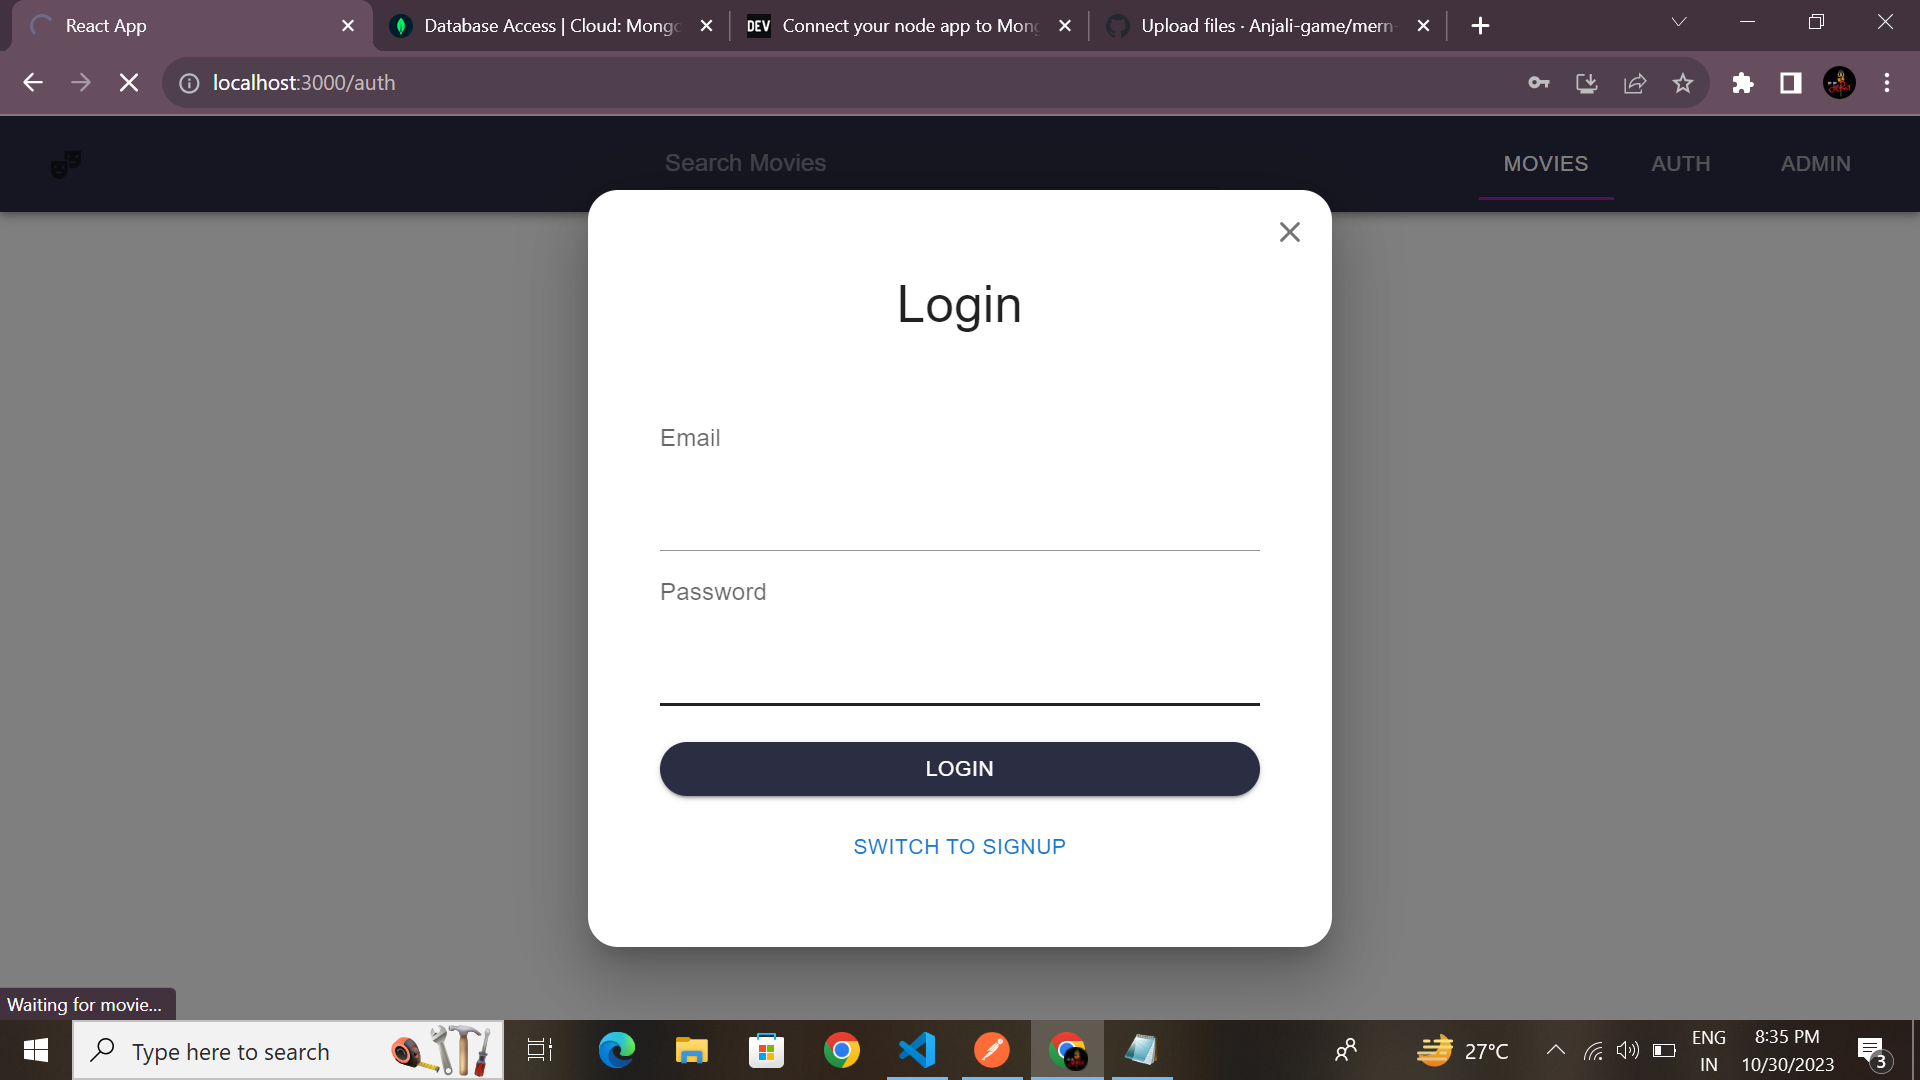 React App
Database Access | Cloud: Mongo
DEV
Connect your node app to Mong
Upload files · Anjali-game/mern-
localhost:3000/auth
Search Movies
MOVIES
AUTH
ADMIN
Login
Email
Password
LOGIN
SWITCH TO SIGNUP
Waiting for movie...
Type here to search
27°C
ENG
IN
8:35 PM
10/30/2023
3